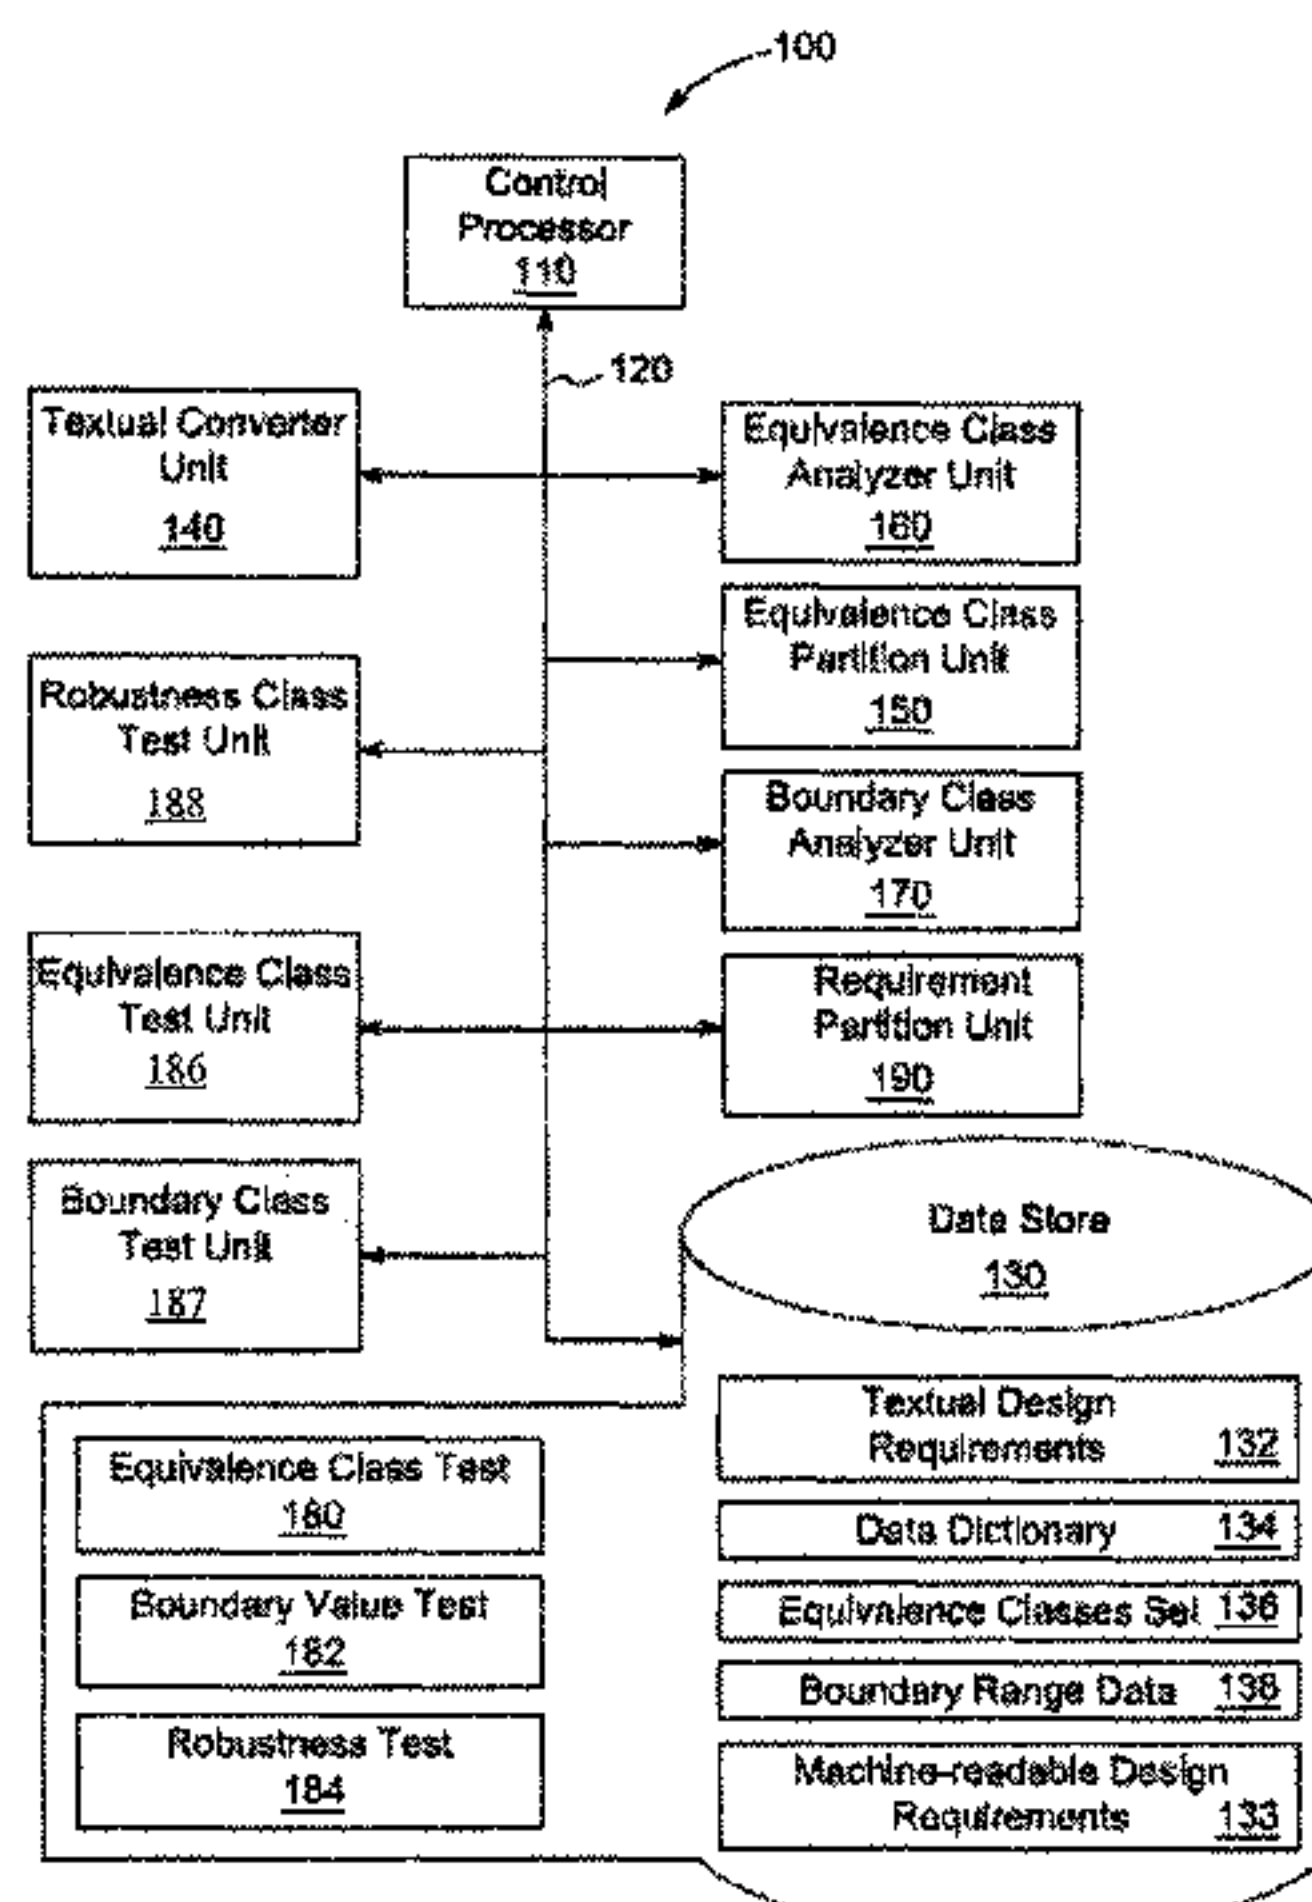 100
Control
Processor
110
120
Textual Converter
Unit
140
Equivalence Class
Analyzer Unit
160
Equivalence Class
Partition Unit
150
Robustness Class
Test Unit
188
Boundary Class
Analyzer Unit
170
Equivalence Class
Test Unit
186
Requirement
Partition Unit
190
Boundary Class
Test Unit
187
Data Store
130
Textual Design
Requirements 132
Data Dictionary 134
Equivalence Classes Set 136
Boundary Range Data 138
Machine-readable Design
Requirements 133
Equivalence Class Test
180
Boundary Value Test
182
Robustness Test
184